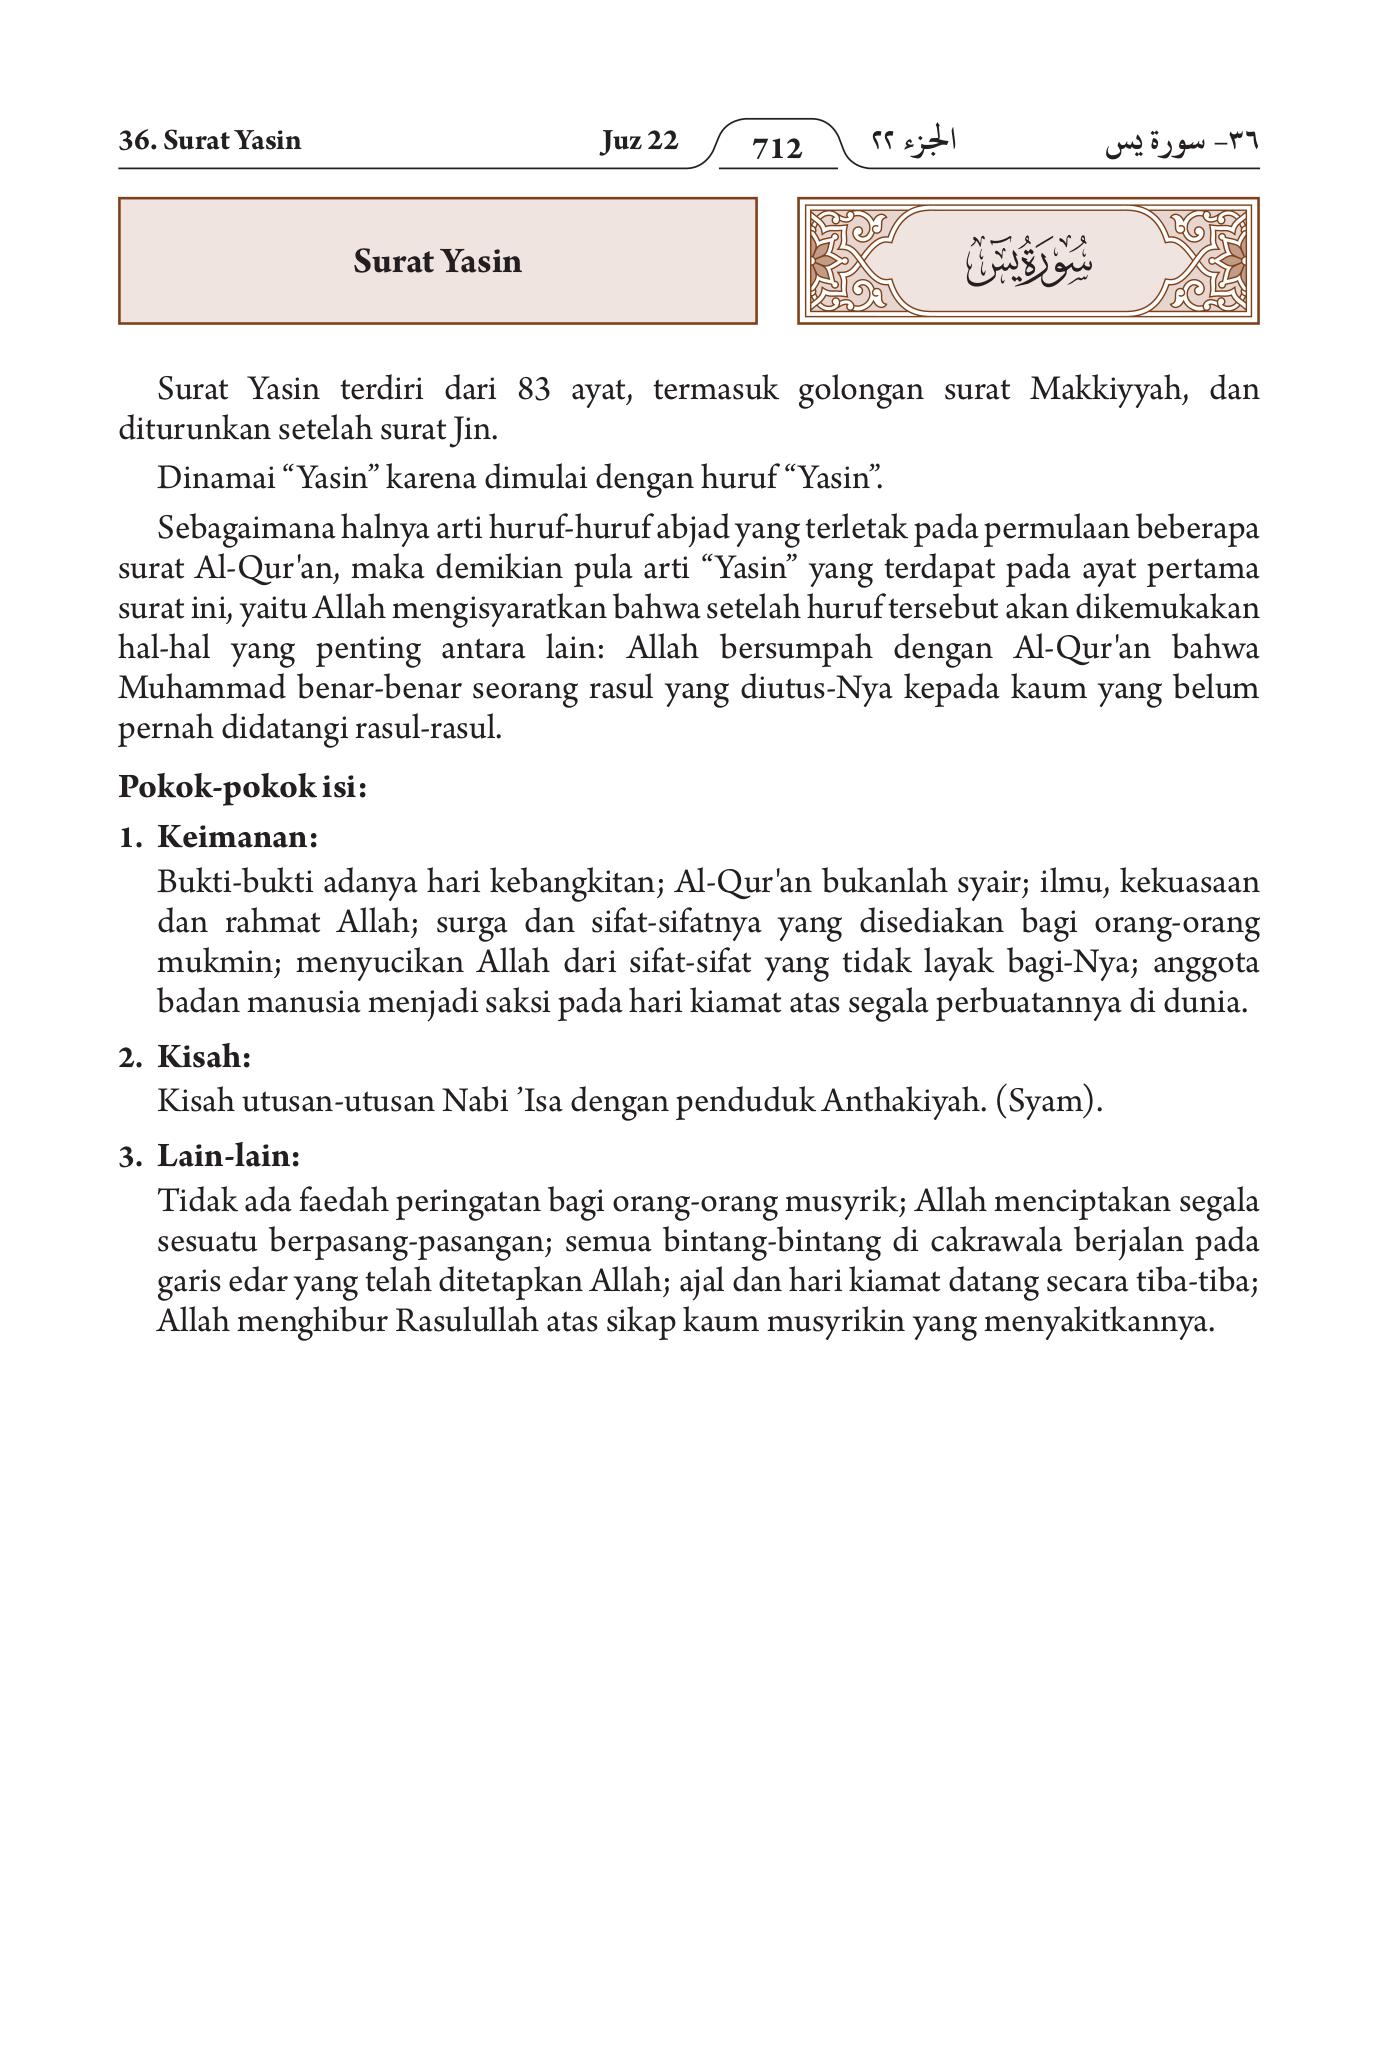 36. Surat Yasin
Juz 22
712
الجزء ٢٢
٣٦- سورة يس
Surat Yasin
سُورَةُ يسٓ
Surat Yasin terdiri dari 83 ayat, termasuk golongan surat Makkiyyah, dan
diturunkan setelah surat Jin.
Dinamai “Yasin” karena dimulai dengan huruf “Yasin”.
Sebagaimana halnya arti huruf-huruf abjad yang terletak pada permulaan beberapa
surat Al-Qur'an, maka demikian pula arti “Yasin” yang terdapat pada ayat pertama
surat ini, yaitu Allah mengisyaratkan bahwa setelah huruf tersebut akan dikemukakan
hal-hal yang penting antara lain: Allah bersumpah dengan Al-Qur'an bahwa
Muhammad benar-benar seorang rasul yang diutus-Nya kepada kaum yang belum
pernah didatangi rasul-rasul.
Pokok-pokok isi:
1. Keimanan:
Bukti-bukti adanya hari kebangkitan; Al-Qur'an bukanlah syair; ilmu, kekuasaan
dan rahmat Allah; surga dan sifat-sifatnya yang disediakan bagi orang-orang
mukmin; menyucikan Allah dari sifat-sifat yang tidak layak bagi-Nya; anggota
badan manusia menjadi saksi pada hari kiamat atas segala perbuatannya di dunia.
2. Kisah:
Kisah utusan-utusan Nabi ’Isa dengan penduduk Anthakiyah. (Syam).
3. Lain-lain:
Tidak ada faedah peringatan bagi orang-orang musyrik; Allah menciptakan segala
sesuatu berpasang-pasangan; semua bintang-bintang di cakrawala berjalan pada
garis edar yang telah ditetapkan Allah; ajal dan hari kiamat datang secara tiba-tiba;
Allah menghibur Rasulullah atas sikap kaum musyrikin yang menyakitkannya.